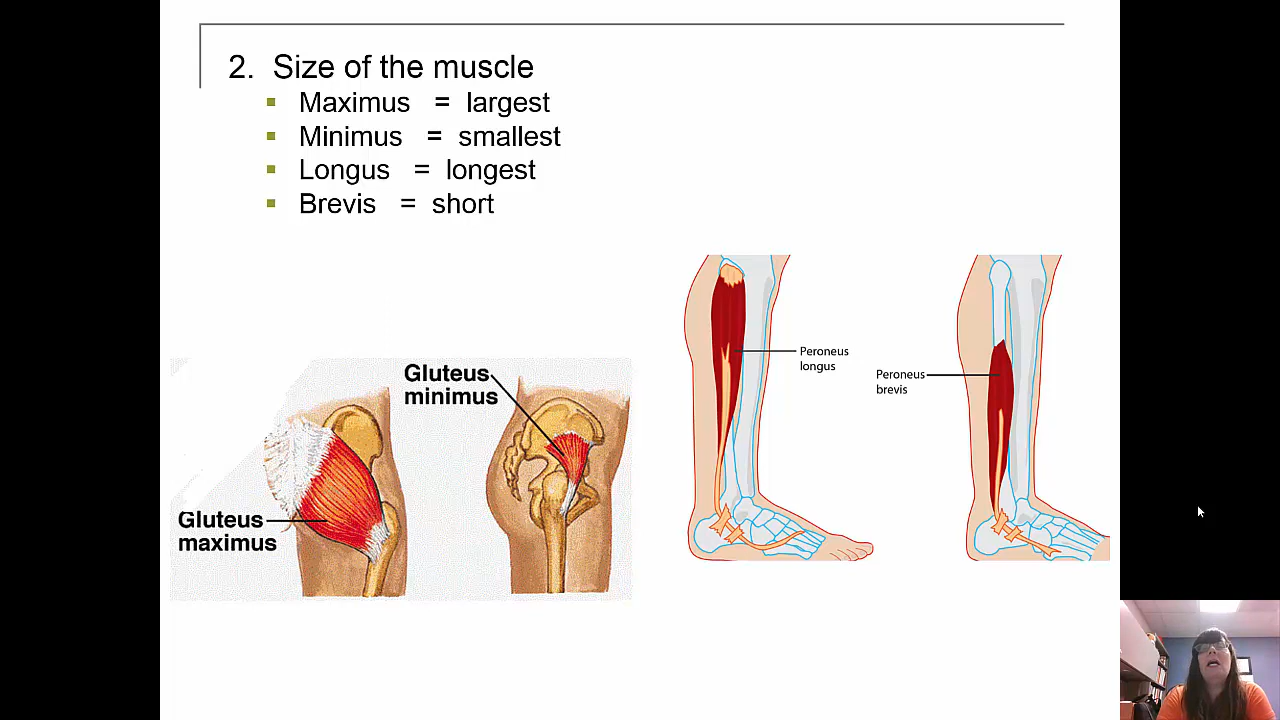 2. Size of the muscle
Maximus = largest
Minimus = smallest
Longus = longest
Brevis = short
Gluteus
minimus
Gluteus
maximus
Peroneus
longus
Peroneus
brevis